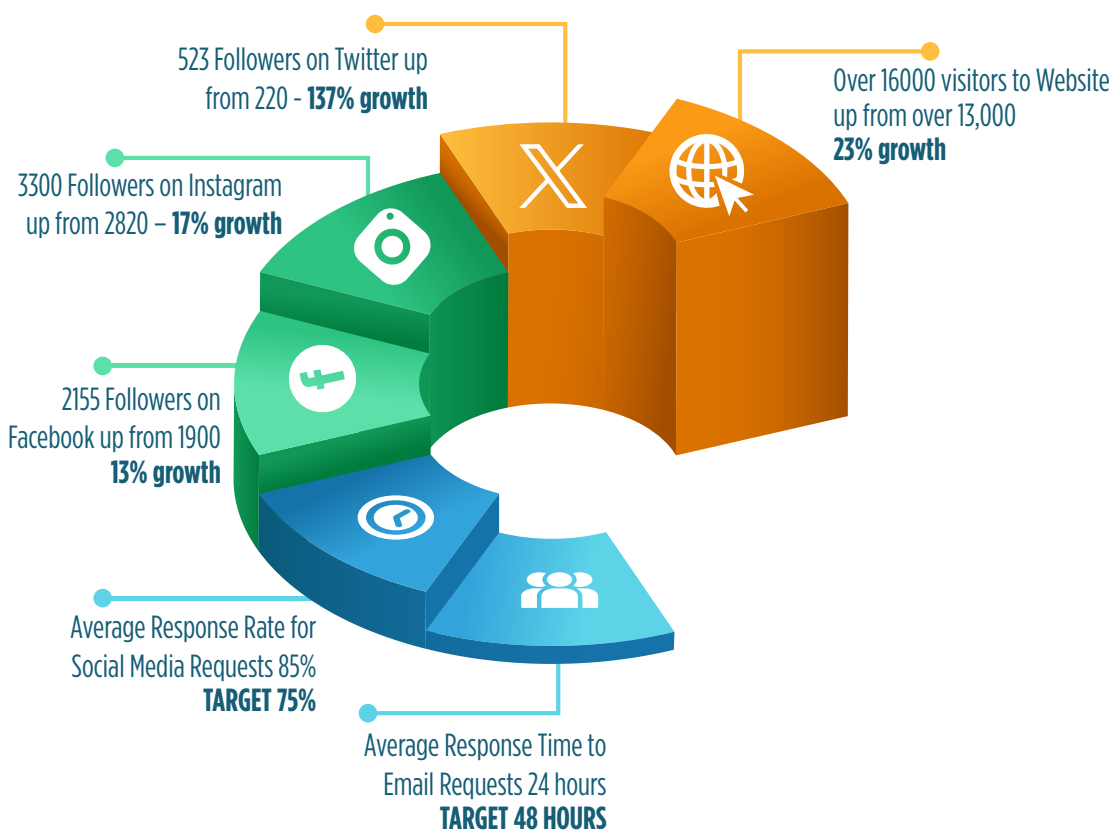 523 Followers on Twitter up
from 220 - 137% growth
Over 16000 visitors to Website
up from over 13,000
23% growth
3300 Followers on Instagram
up from 2820 – 17% growth
2155 Followers on
Facebook up from 1900
13% growth
Average Response Rate for
Social Media Requests 85%
TARGET 75%
Average Response Time to
Email Requests 24 hours
TARGET 48 HOURS